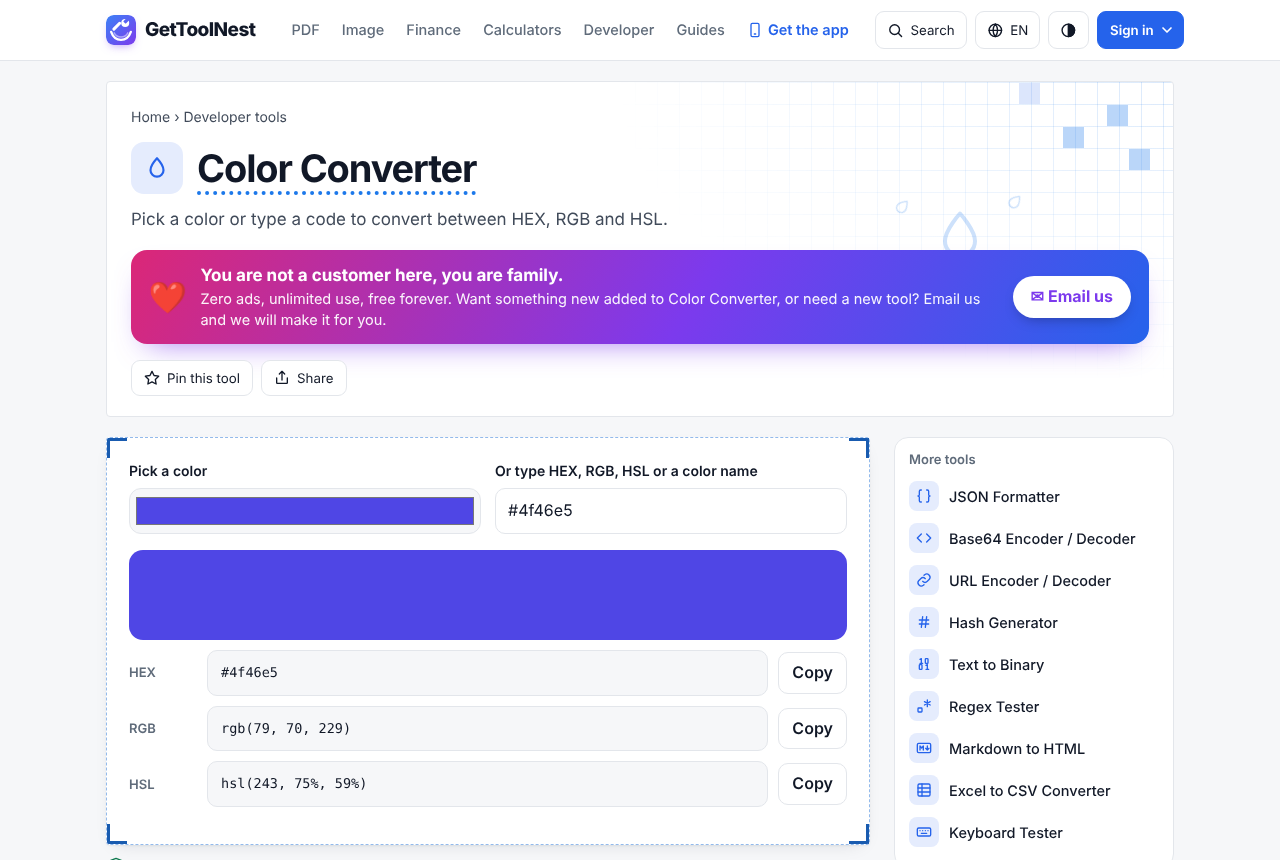 GetToolNest
PDF
Image
Finance
Calculators
Developer
Guides
Get the app
Search
EN
Sign in
Home › Developer tools
Color Converter
Pick a color or type a code to convert between HEX, RGB and HSL.
You are not a customer here, you are family.
Zero ads, unlimited use, free forever. Want something new added to Color Converter, or need a new tool? Email us
and we will make it for you.
✉ Email us
Pin this tool
Share
Pick a color
Or type HEX, RGB, HSL or a color name
#4f46e5
HEX
#4f46e5
Copy
RGB
rgb(79, 70, 229)
Copy
HSL
hsl(243, 75%, 59%)
Copy
More tools
JSON Formatter
Base64 Encoder / Decoder
URL Encoder / Decoder
Hash Generator
Text to Binary
Regex Tester
Markdown to HTML
Excel to CSV Converter
Keyboard Tester